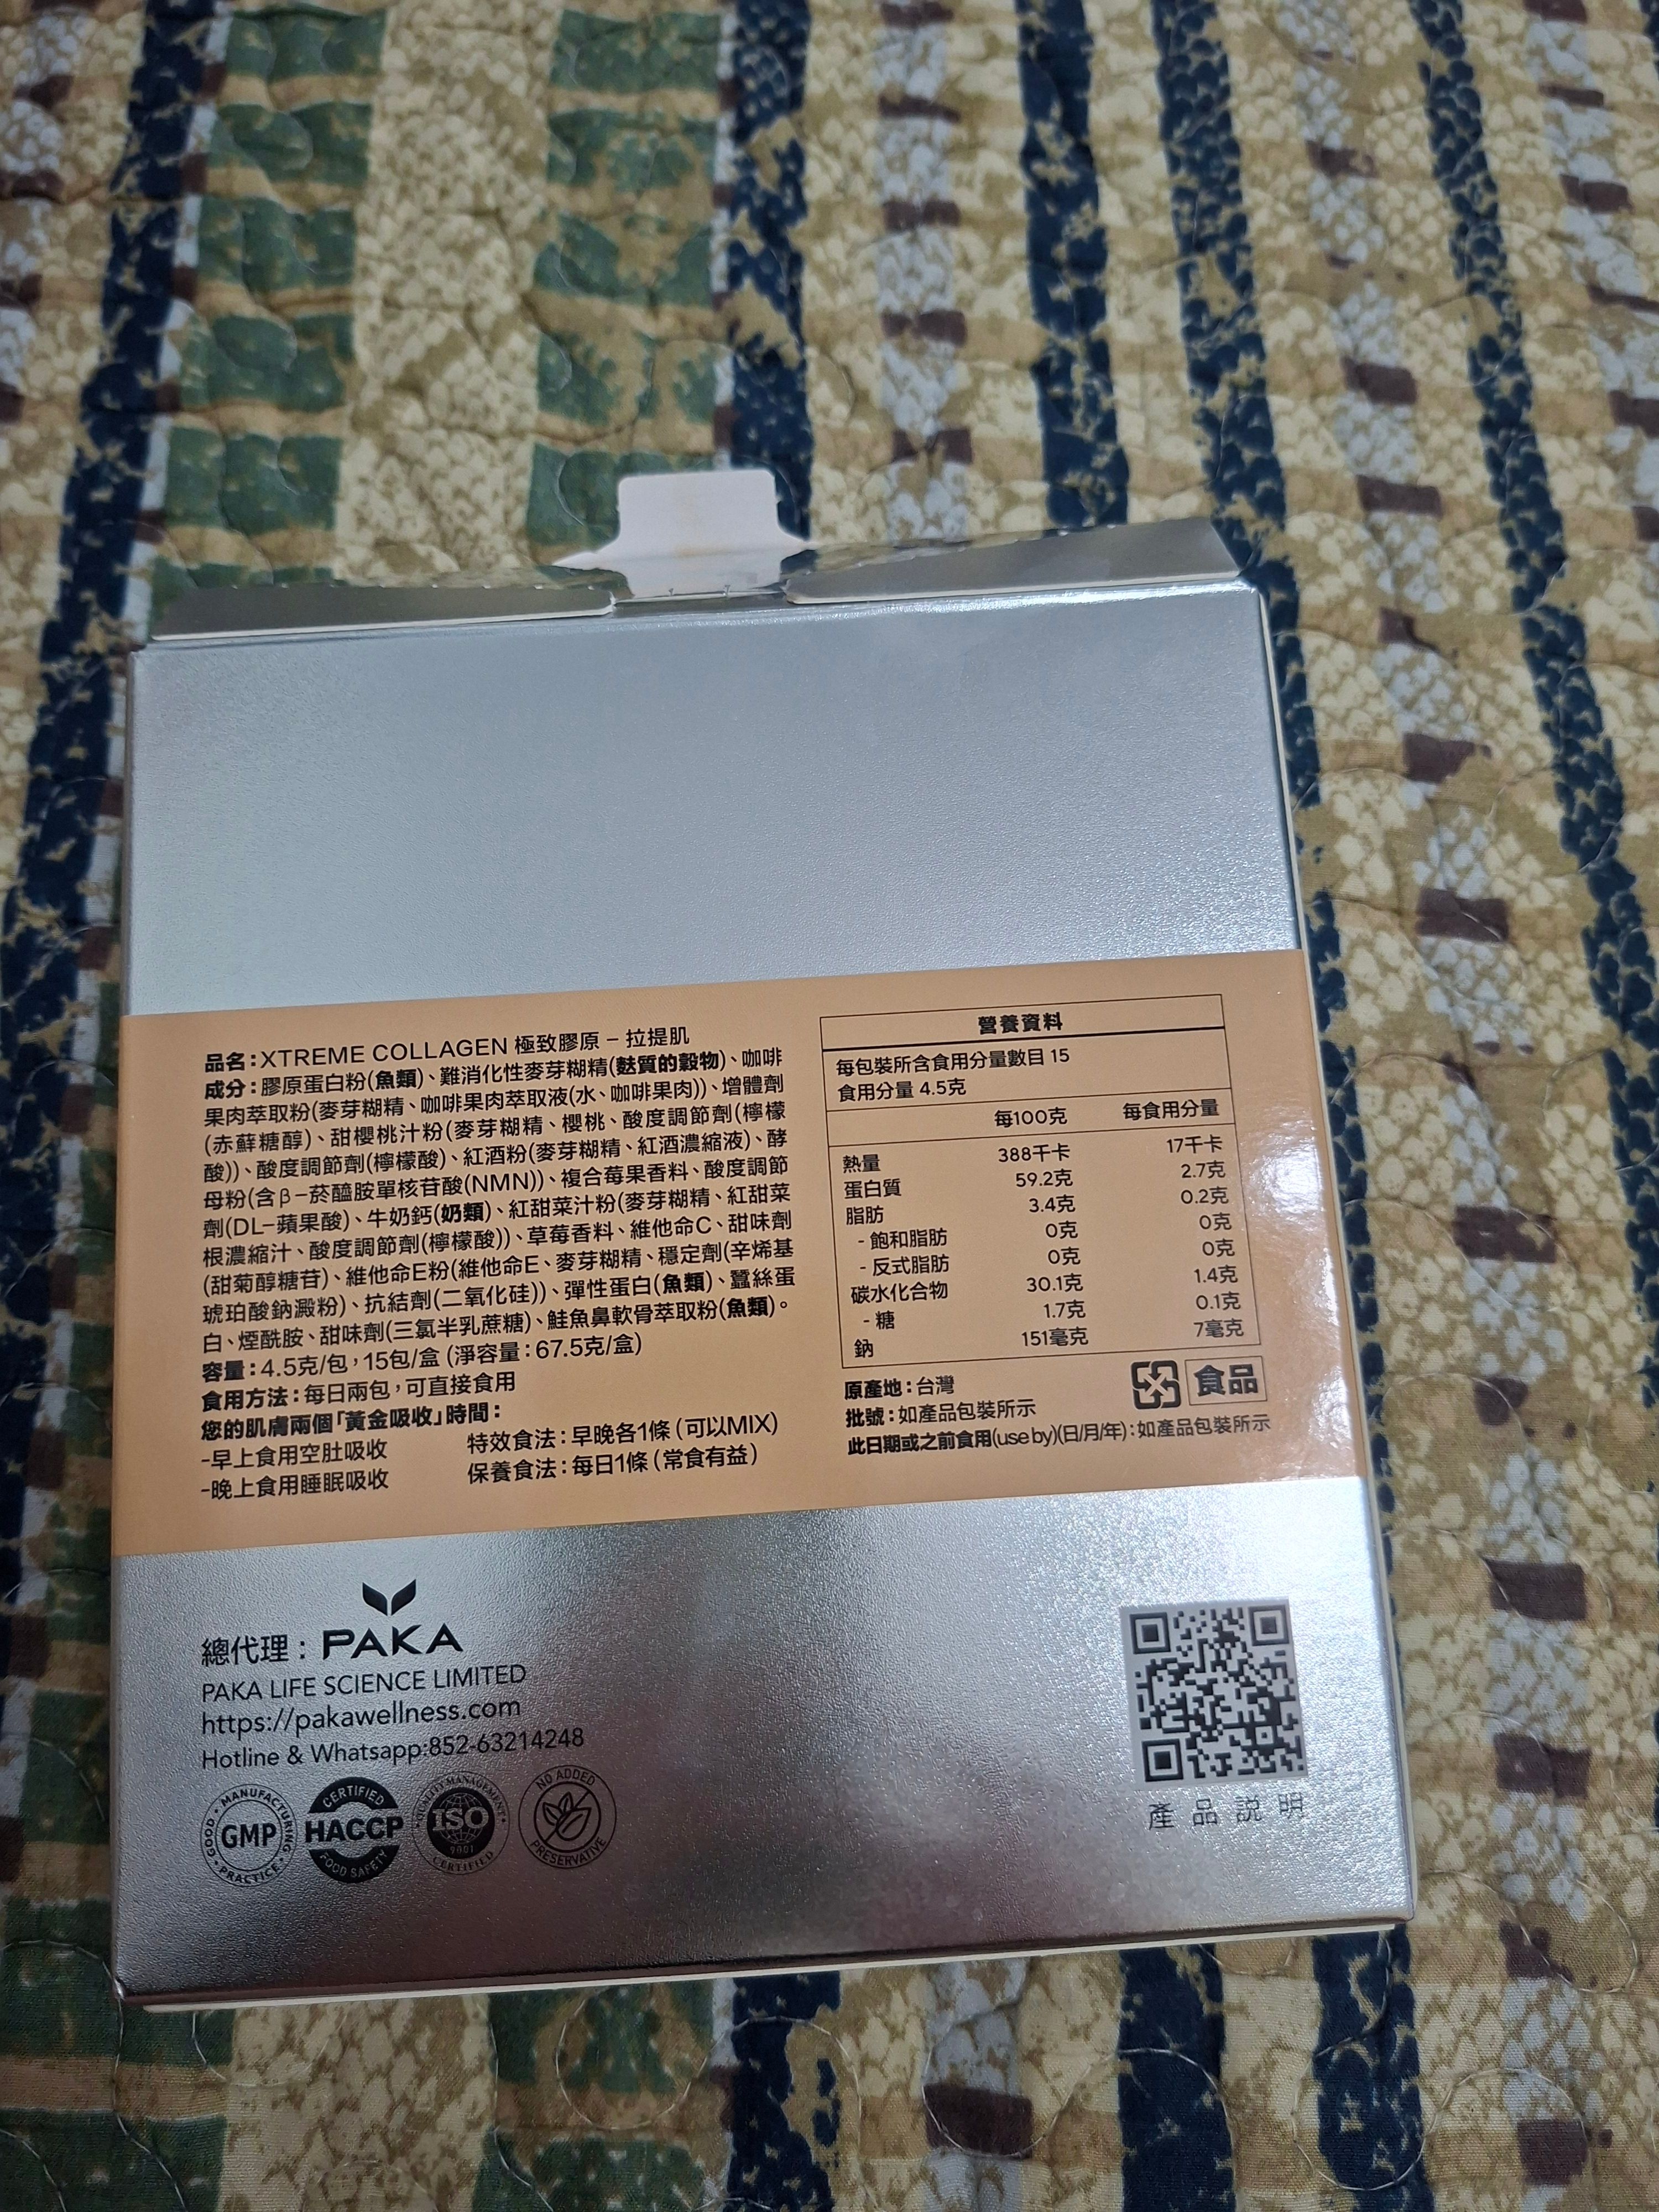 品名:XTREME COLLAGEN 極致膠原 – 拉提肌
成分:膠原蛋白粉(魚類)、難消化性麥芽糊精(麩質的穀物)、咖啡
果肉萃取粉(麥芽糊精、咖啡果肉萃取液(水、咖啡果肉))、增體劑
(赤蘚糖醇)、甜櫻桃汁粉(麥芽糊精、櫻桃、酸度調節劑(檸檬
酸))、酸度調節劑(檸檬酸)、紅酒粉(麥芽糊精、紅酒濃縮液)、酵
母粉(含β–菸醯胺單核苷酸(NMN))、複合莓果香料、酸度調節
劑(DL–蘋果酸)、牛奶鈣(奶類)、紅甜菜汁粉(麥芽糊精、紅甜菜
根濃縮汁、酸度調節劑(檸檬酸))、草莓香料、維他命C、甜味劑
(甜菊醇糖苷)、維他命E粉(維他命E、麥芽糊精、穩定劑(辛烯基
琥珀酸鈉澱粉)、抗結劑(二氧化硅))、彈性蛋白(魚類)、蠶絲蛋
白、煙酰胺、甜味劑(三氯半乳蔗糖)、鮭魚鼻軟骨萃取粉(魚類)。
容量:4.5克/包,15包/盒 (淨容量:67.5克/盒)
食用方法:每日兩包,可直接食用
您的肌膚兩個「黃金吸收」時間:
-早上食用空肚吸收 特效食法:早晚各1條 (可以MIX)
-晚上食用睡眠吸收 保養食法:每日1條 (常食有益)
營養資料
每包裝所含食用分量數目 15
食用分量 4.5克
每100克 每食用分量
熱量 388千卡 17千卡
蛋白質 59.2克 2.7克
脂肪 3.4克 0.2克
- 飽和脂肪 0克 0克
- 反式脂肪 0克 0克
碳水化合物 30.1克 1.4克
- 糖 1.7克 0.1克
鈉 151毫克 7毫克
原產地:台灣 食品
批號:如產品包裝所示
此日期或之前食用(use by)(日/月/年):如產品包裝所示
總代理:PAKA
PAKA LIFE SCIENCE LIMITED
https://pakawellness.com
Hotline & Whatsapp:852-63214248
GOOD MANUFACTURING PRACTICE GMP
CERTIFIED HACCP FOOD SAFETY
QUALITY MANAGEMENT ISO 9001 CERTIFIED
NO ADDED PRESERVATIVE
產品說明